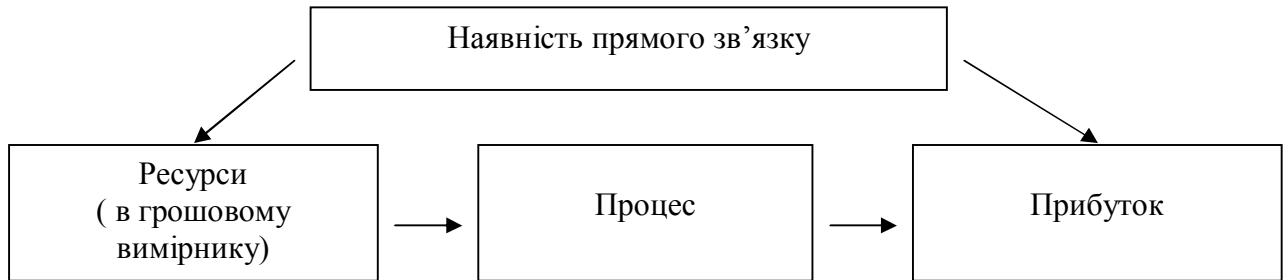 Наявність прямого зв’язку
Ресурси
( в грошовому
вимірнику)
Процес
Прибуток